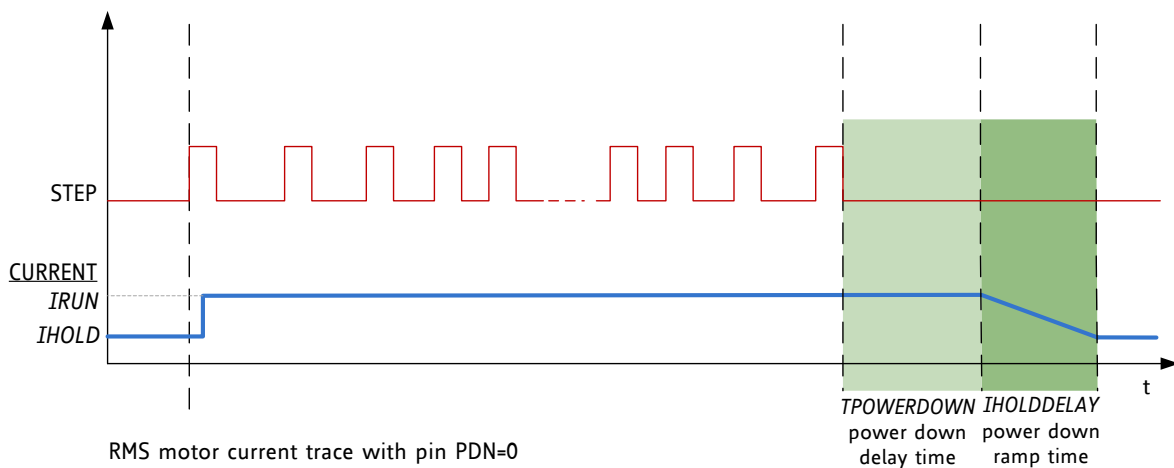 STEP
CURRENT
IRUN
IHOLD
t
TPOWERDOWN
power down
delay time
IHOLDDELAY
power down
ramp time
RMS motor current trace with pin PDN=0